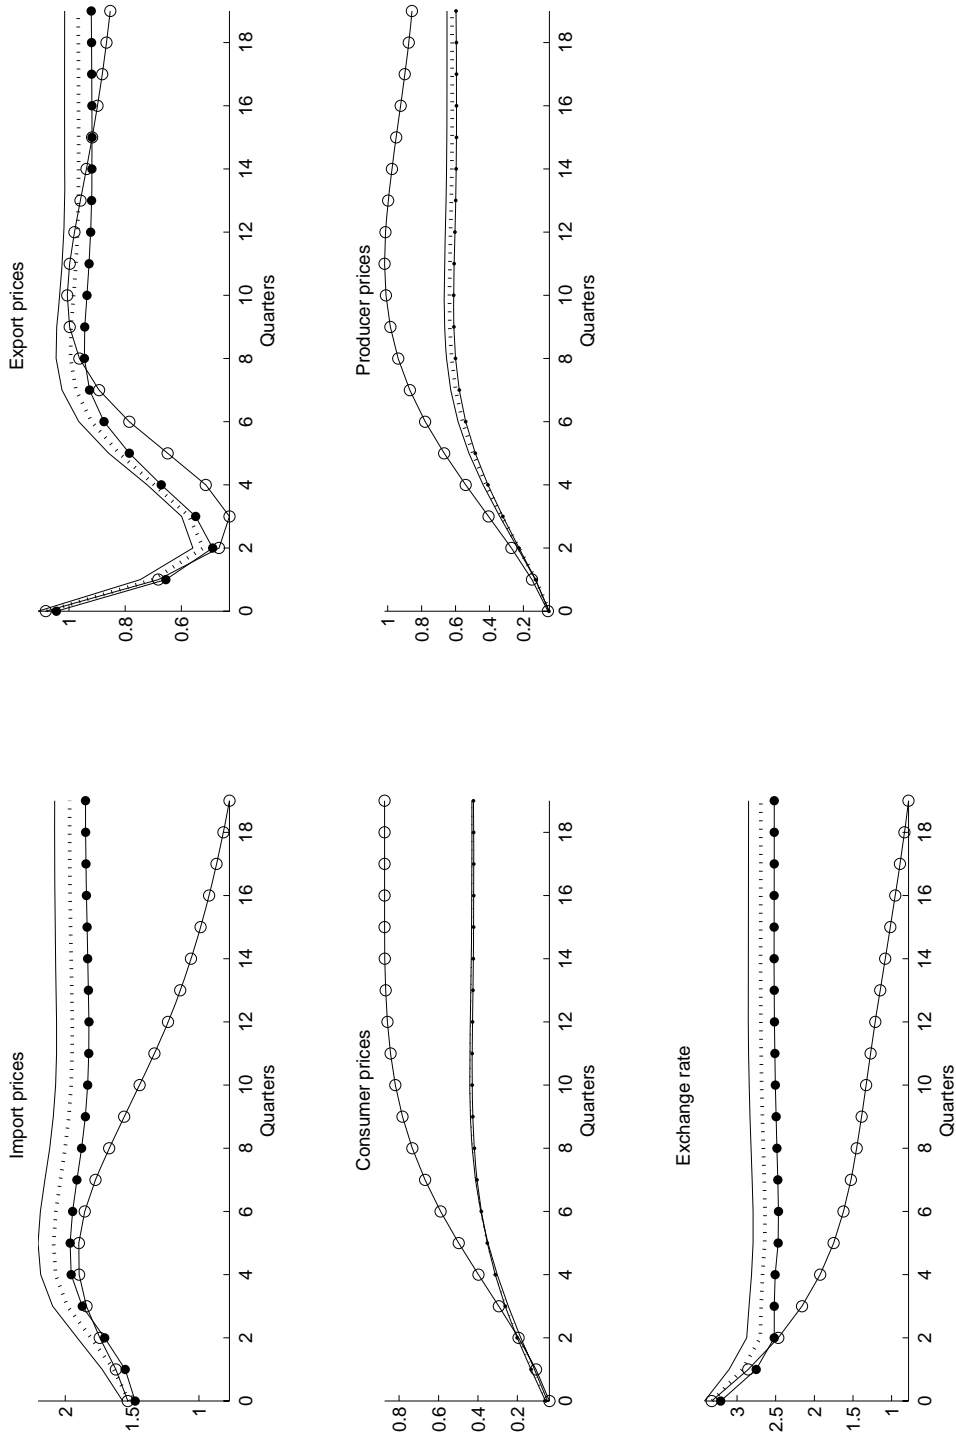 Import prices
2
1.5
1
0 2 4 6 8 10 12 14 16 18
Quarters
Export prices
1
0.8
0.6
0 2 4 6 8 10 12 14 16 18
Quarters
Consumer prices
0.8
0.6
0.4
0.2
0 2 4 6 8 10 12 14 16 18
Quarters
Producer prices
1
0.8
0.6
0.4
0.2
0 2 4 6 8 10 12 14 16 18
Quarters
Exchange rate
3
2.5
2
1.5
1
0 2 4 6 8 10 12 14 16 18
Quarters